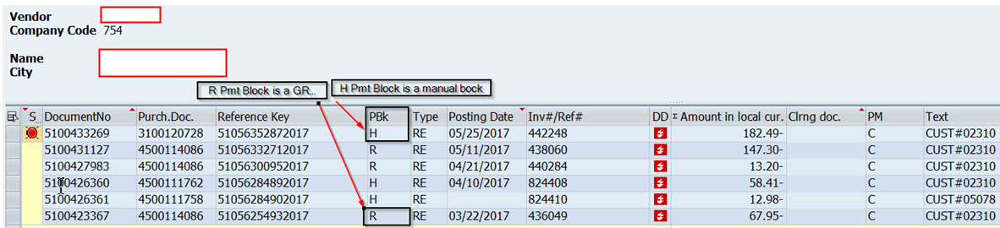 Vendor
Company Code 754
Name
City
R Pmt Block is a GR.. H Pmt Block is a manual bock
S... DocumentNo Purch.Doc. Reference Key PBk Type Posting Date Inv#/Ref# DD Σ Amount in local cur. Clrng doc. PM Text
5100433269 3100120728 51056352872017 H RE 05/25/2017 442248 182.49- C CUST#02310
5100431127 4500114086 51056332712017 R RE 05/11/2017 438060 147.30- C CUST#02310
5100427983 4500114086 51056300952017 R RE 04/21/2017 440284 13.20- C CUST#02310
5100426360 4500111762 51056284892017 H RE 04/10/2017 824408 58.41- C CUST#02310
5100426361 4500111758 51056284902017 H RE 824410 12.98- C CUST#05078
5100423367 4500114086 51056254932017 R RE 03/22/2017 436049 67.95- C CUST#02310